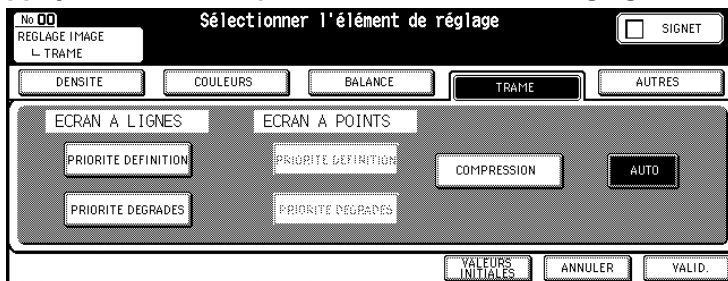 No 00
Sélectionner l'élément de réglage
REGLAGE IMAGE
TRAME
SIGNET
DENSITE
COULEURS
BALANCE
TRAME
AUTRES
ECRAN A LIGNES
ECRAN A POINTS
PRIORITE DEFINITION
PRIORITE DEFINITION
COMPRESSION
AUTO
PRIORITE DEGRADES
PRIORITE DEGRADES
VALEURS INITIALES
ANNULER
VALID.